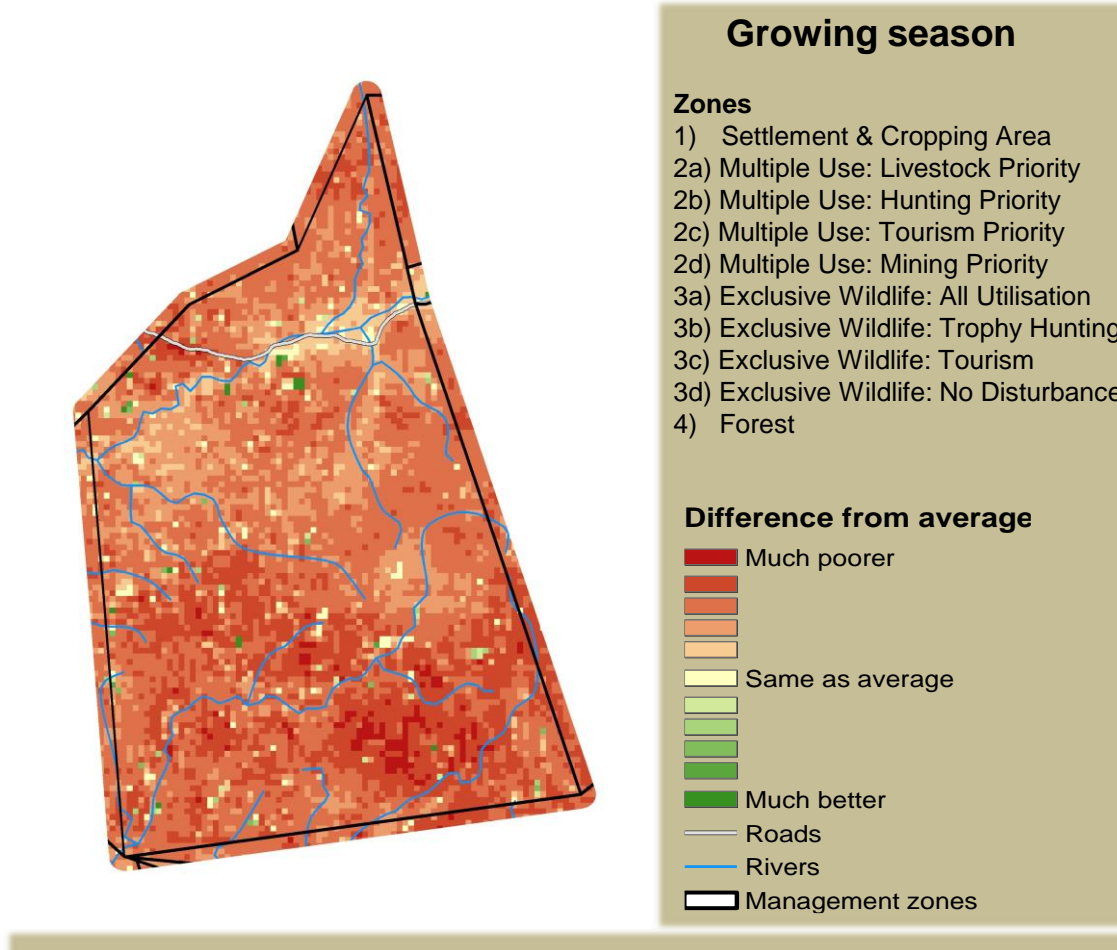 Growing season
Zones
1) Settlement & Cropping Area
2a) Multiple Use: Livestock Priority
2b) Multiple Use: Hunting Priority
2c) Multiple Use: Tourism Priority
2d) Multiple Use: Mining Priority
3a) Exclusive Wildlife: All Utilisation
3b) Exclusive Wildlife: Trophy Hunting
3c) Exclusive Wildlife: Tourism
3d) Exclusive Wildlife: No Disturbance
4) Forest
Difference from average
Much poorer
Same as average
Much better
Roads
Rivers
Management zones